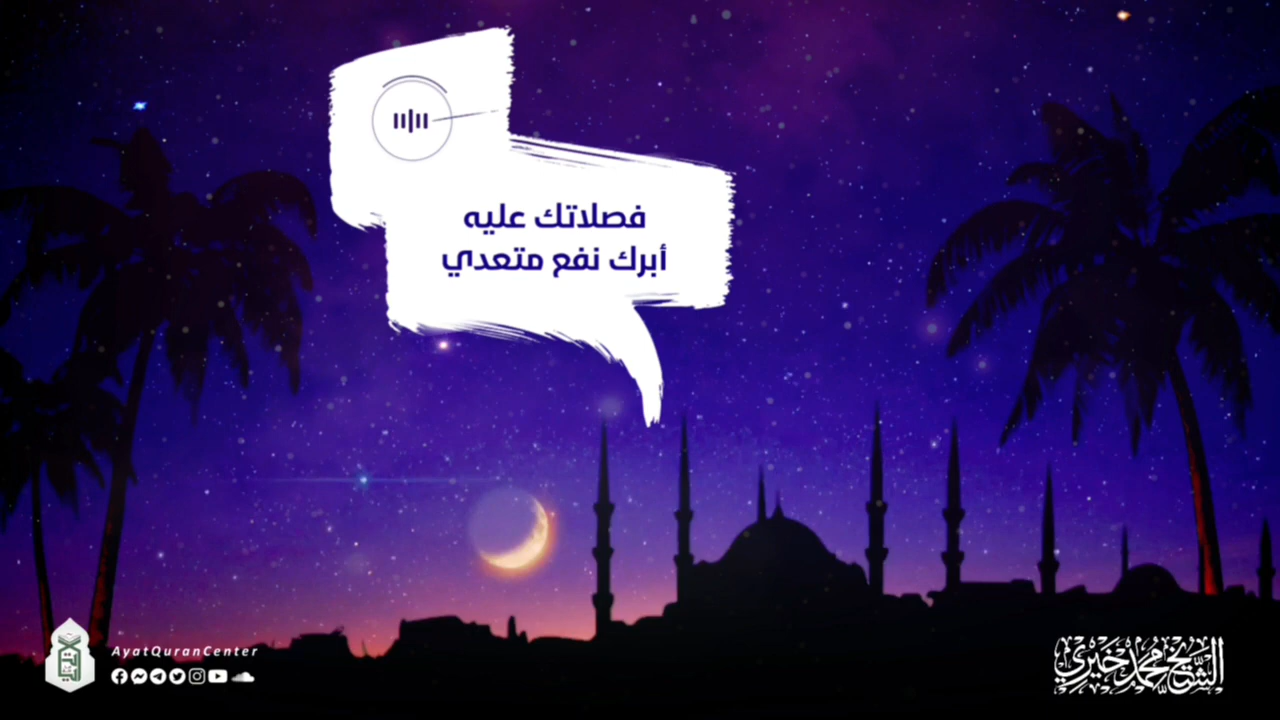 فصلاتك عليه
أبرك نفع متعدي
AyatQuranCenter
الشيخ محمد خيري